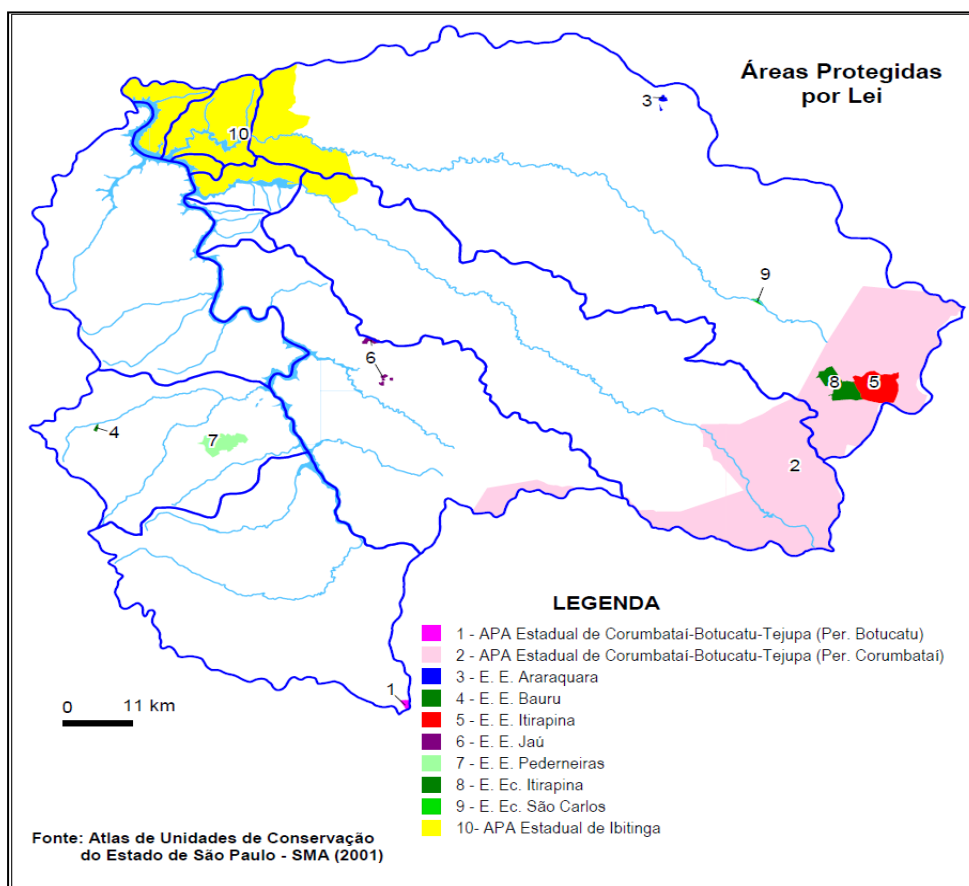 Áreas Protegidas
por Lei
3
10
9
6
8
5
4
7
2
1
0 11 km
LEGENDA
1 - APA Estadual de Corumbataí-Botucatu-Tejupa (Per. Botucatu)
2 - APA Estadual de Corumbataí-Botucatu-Tejupa (Per. Corumbataí)
3 - E. E. Araraquara
4 - E. E. Bauru
5 - E. E. Itirapina
6 - E. E. Jaú
7 - E. E. Pederneiras
8 - E. Ec. Itirapina
9 - E. Ec. São Carlos
10- APA Estadual de Ibitinga
Fonte: Atlas de Unidades de Conservação
do Estado de São Paulo - SMA (2001)